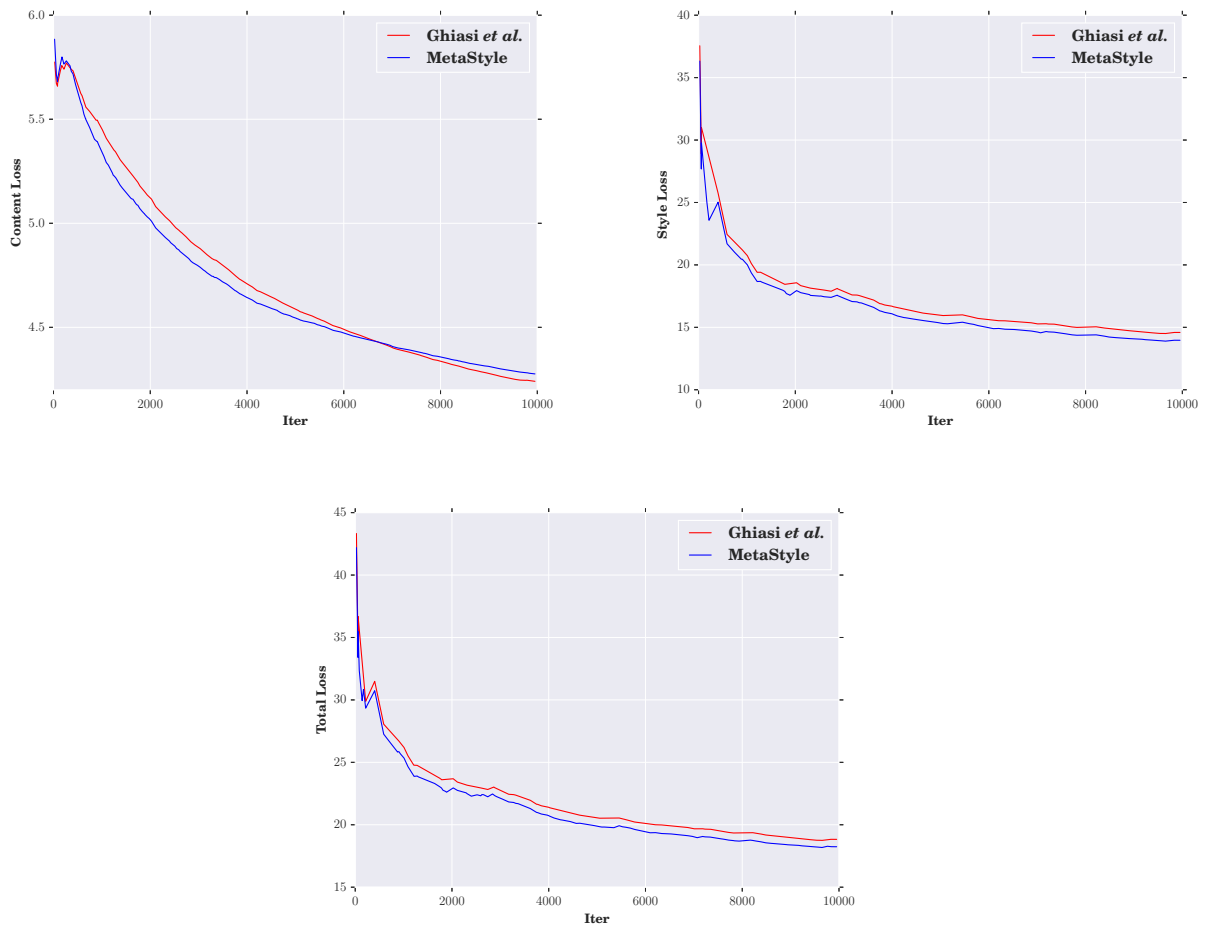 6.0
5.5
5.0
4.5
Content Loss
0 2000 4000 6000 8000 10000
Iter
Ghiasi et al.
MetaStyle
40
35
30
25
20
15
10
Style Loss
0 2000 4000 6000 8000 10000
Iter
Ghiasi et al.
MetaStyle
45
40
35
30
25
20
15
Total Loss
0 2000 4000 6000 8000 10000
Iter
Ghiasi et al.
MetaStyle